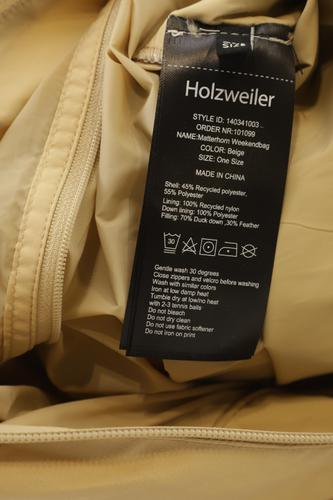 SIZE
Holzweiler
STYLE ID: 140341003
ORDER NR:101099
NAME:Matterhorn Weekendbag
COLOR: Beige
SIZE: One Size
MADE IN CHINA
Shell: 45% Recycled polyester,
55% Polyester
Lining: 100% Recycled nylon
Down lining: 100% Polyester
Filling: 70% Duck down ,30% Feather
30
Gentle wash 30 degrees
Close zippers and velcro before washing
Wash with similar colors
Iron at low damp heat
Tumble dry at low/no heat
with 2-3 tennis balls
Do not bleach
Do not dry clean
Do not use fabric softener
Do not Iron on print